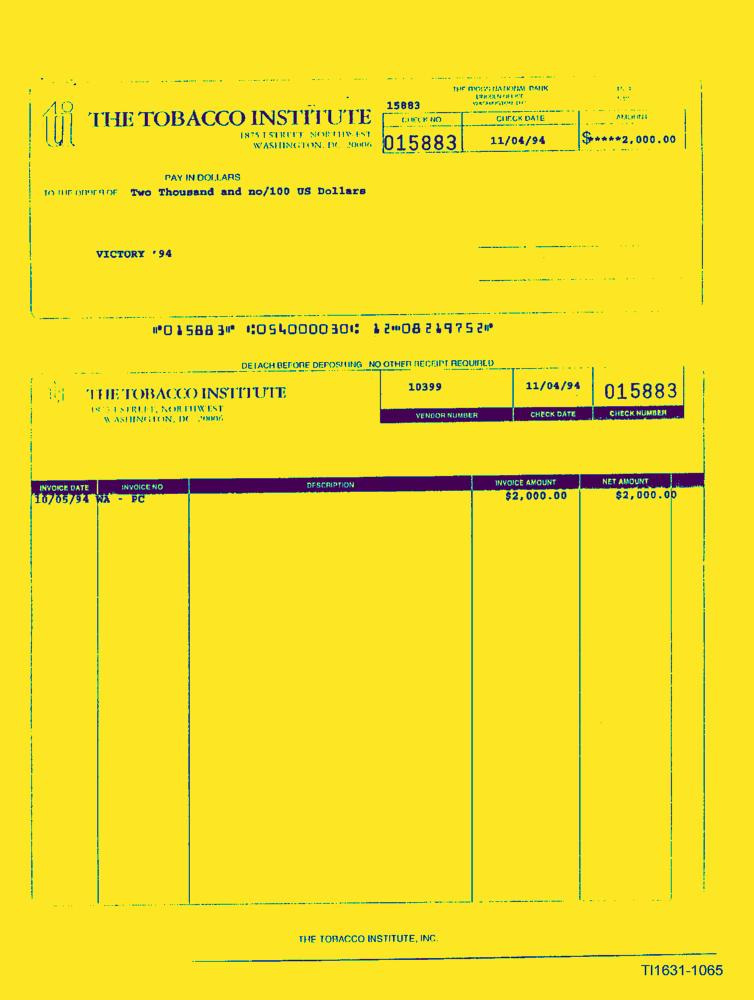 THE RIGGS NATIONAL BANK
15883
THE TOBACCO INSTITUTE
CHECK NO CHECK DATE AMOUNT
1875 I STREET, NORTHWEST
WASHINGTON, DC 20006
015883 11/04/94 $*****2,000.00
PAY IN DOLLARS
TO THE ORDER OF Two Thousand and no/100 US Dollars
VICTORY '94
⑈015883⑈ ⑆054000030⑆ 12⑉08219752⑈
DETACH BEFORE DEPOSITING NO OTHER RECEIPT REQUIRED
THE TOBACCO INSTITUTE
10399 11/04/94 015883
1875 I STREET, NORTHWEST
WASHINGTON, DC 20006
VENDOR NUMBER CHECK DATE CHECK NUMBER
INVOICE DATE INVOICE NO DESCRIPTION INVOICE AMOUNT NET AMOUNT
10/05/94 WA - PC $2,000.00 $2,000.00
THE TOBACCO INSTITUTE, INC.
TI1631-1065